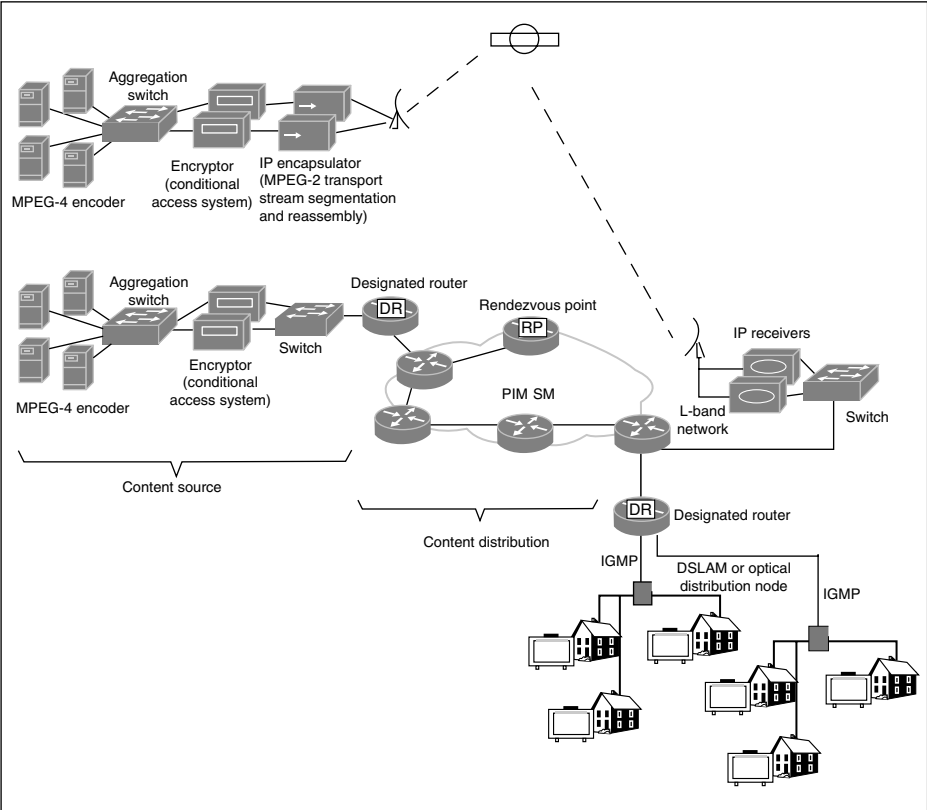 Aggregation
switch
Encryptor
(conditional
access system)
IP encapsulator
(MPEG-2 transport
stream segmentation
and reassembly)
MPEG-4 encoder
Aggregation
switch
Designated router
DR
Rendezvous point
RP
IP receivers
Switch
Encryptor
(conditional
access system)
MPEG-4 encoder
PIM SM
L-band
network
Switch
Content source
Content distribution
DR
Designated router
IGMP
DSLAM or optical
distribution node
IGMP